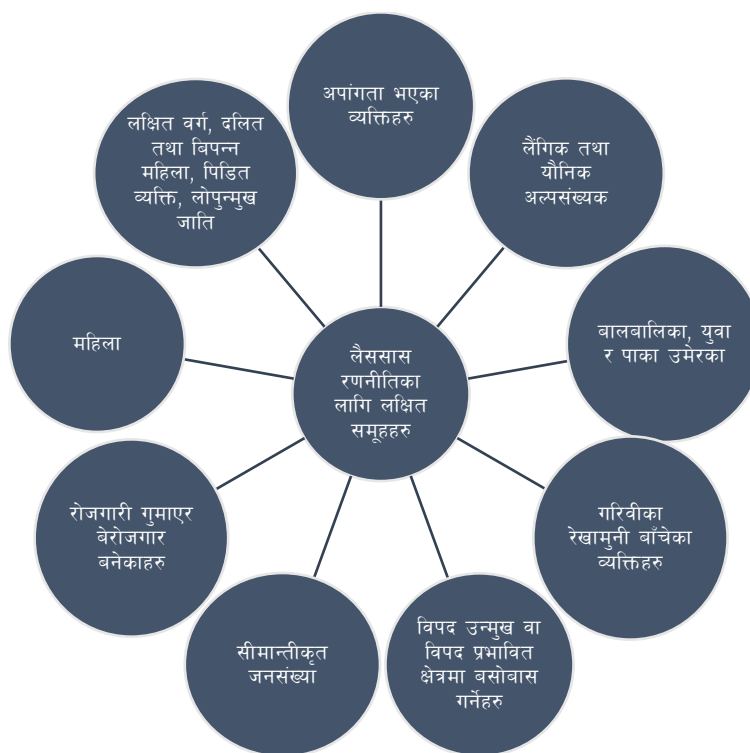 अपांगता भएका
व्यक्तिहरु
लैंगिक तथा
यौनिक
अल्पसंख्यक
बालबालिका, युवा
र पाका उमेरका
गरिवीका
रेखामुनी बाँचेका
व्यक्तिहरु
विपद उन्मुख वा
विपद प्रभावित
क्षेत्रमा बसोबास
गर्नेहरु
सीमान्तीकृत
जनसंख्या
रोजगारी गुमाएर
बेरोजगार
बनेकाहरु
महिला
लक्षित वर्ग, दलित
तथा बिपन्न
महिला, पिडित
व्यक्ति, लोपुन्मुख
जाति
लैससास
रणनीतिका
लागि लक्षित
समूहहरु